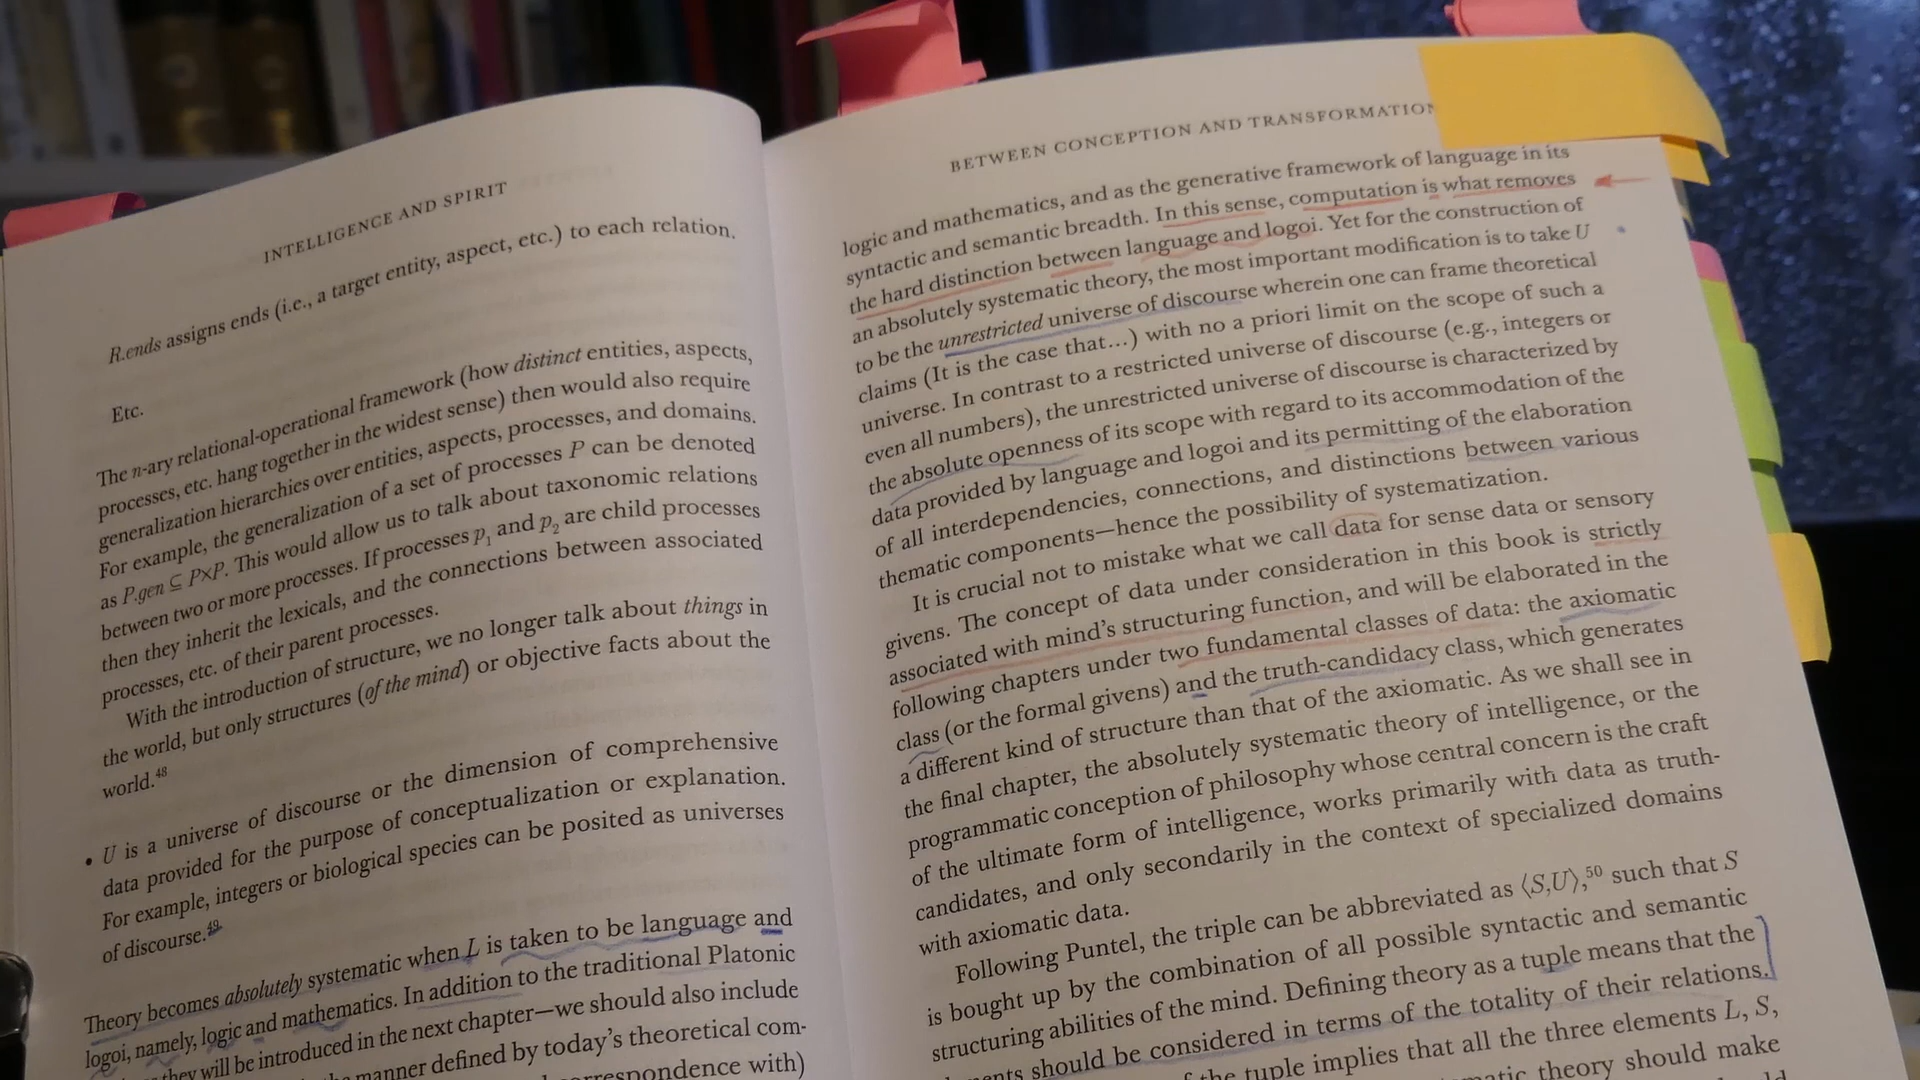 INTELLIGENCE AND SPIRIT
R.ends assigns ends (i.e., a target entity, aspect, etc.) to each relation.
Etc.
The n-ary relational-operational framework (how distinct entities, aspects,
processes, etc. hang together in the widest sense) then would also require
generalization hierarchies over entities, aspects, processes, and domains.
For example, the generalization of a set of processes P can be denoted
as P.gen ⊆ P×P. This would allow us to talk about taxonomic relations
between two or more processes. If processes p₁ and p₂ are child processes
then they inherit the lexicals, and the connections between associated
processes, etc. of their parent processes.
With the introduction of structure, we no longer talk about things in
the world, but only structures (of the mind) or objective facts about the
world.⁴⁸
• U is a universe of discourse or the dimension of comprehensive
data provided for the purpose of conceptualization or explanation.
For example, integers or biological species can be posited as universes
of discourse.⁴⁹
Theory becomes absolutely systematic when L is taken to be language and
logoi, namely, logic and mathematics. In addition to the traditional Platonic
they will be introduced in the next chapter—we should also include
manner defined by today's theoretical com-
correspondence with)
BETWEEN CONCEPTION AND TRANSFORMATION
logic and mathematics, and as the generative framework of language in its
syntactic and semantic breadth. In this sense, computation is what removes
the hard distinction between language and logoi. Yet for the construction of
an absolutely systematic theory, the most important modification is to take U
to be the unrestricted universe of discourse wherein one can frame theoretical
claims (It is the case that…) with no a priori limit on the scope of such a
universe. In contrast to a restricted universe of discourse (e.g., integers or
even all numbers), the unrestricted universe of discourse is characterized by
the absolute openness of its scope with regard to its accommodation of the
data provided by language and logoi and its permitting of the elaboration
of all interdependencies, connections, and distinctions between various
thematic components—hence the possibility of systematization.
It is crucial not to mistake what we call data for sense data or sensory
givens. The concept of data under consideration in this book is strictly
associated with mind's structuring function, and will be elaborated in the
following chapters under two fundamental classes of data: the axiomatic
class (or the formal givens) and the truth-candidacy class, which generates
a different kind of structure than that of the axiomatic. As we shall see in
the final chapter, the absolutely systematic theory of intelligence, or the
programmatic conception of philosophy whose central concern is the craft
of the ultimate form of intelligence, works primarily with data as truth-
candidates, and only secondarily in the context of specialized domains
with axiomatic data.
Following Puntel, the triple can be abbreviated as ⟨S,U⟩,⁵⁰ such that S
is bought up by the combination of all possible syntactic and semantic
structuring abilities of the mind. Defining theory as a tuple means that the
should be considered in terms of the totality of their relations.
the tuple implies that all the three elements L, S,
theory should make